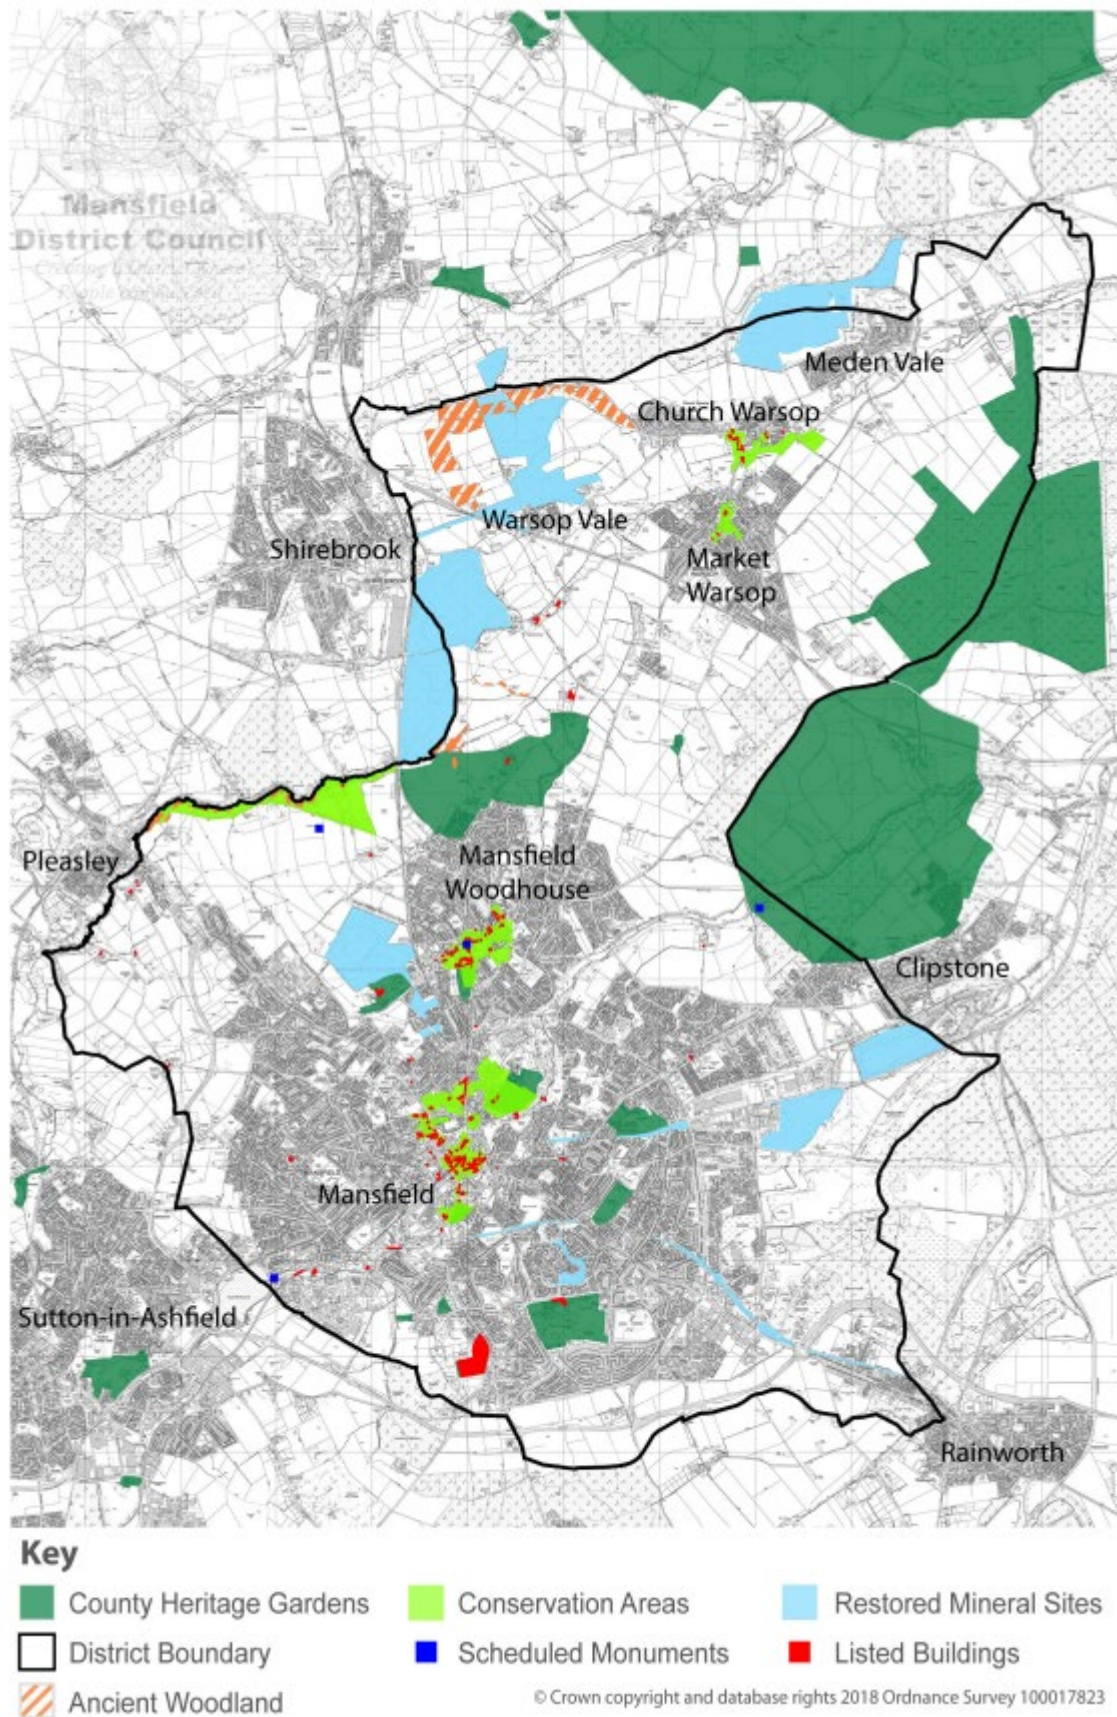 Mansfield
District Council
Meden Vale
Church Warsop
Warsop Vale
Shirebrook
Market
Warsop
Pleasley
Mansfield
Woodhouse
Clipstone
Mansfield
Sutton-in-Ashfield
Rainworth
Key
County Heritage Gardens
Conservation Areas
Restored Mineral Sites
District Boundary
Scheduled Monuments
Listed Buildings
Ancient Woodland
© Crown copyright and database rights 2018 Ordnance Survey 100017823